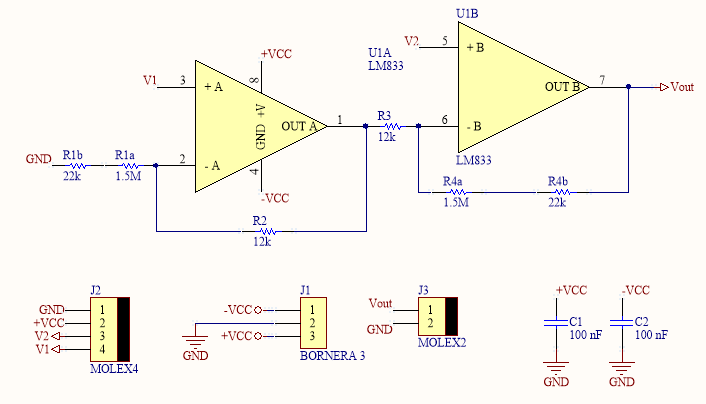 U1B
V2
5
+ B
U1A
LM833
+VCC
8
V1
3
+ A
+V
GND
OUT A
1
R3
12k
6
- B
OUT B
7
Vout
LM833
GND
R1b
22k
R1a
1.5M
2
- A
4
-VCC
R4a
1.5M
R4b
22k
R2
12k
J2
GND
1
+VCC
2
V2
3
V1
4
MOLEX4
J1
-VCC
1
2
+VCC
3
GND
BORNERA 3
J3
Vout
1
GND
2
MOLEX2
+VCC
C1
100 nF
GND
-VCC
C2
100 nF
GND